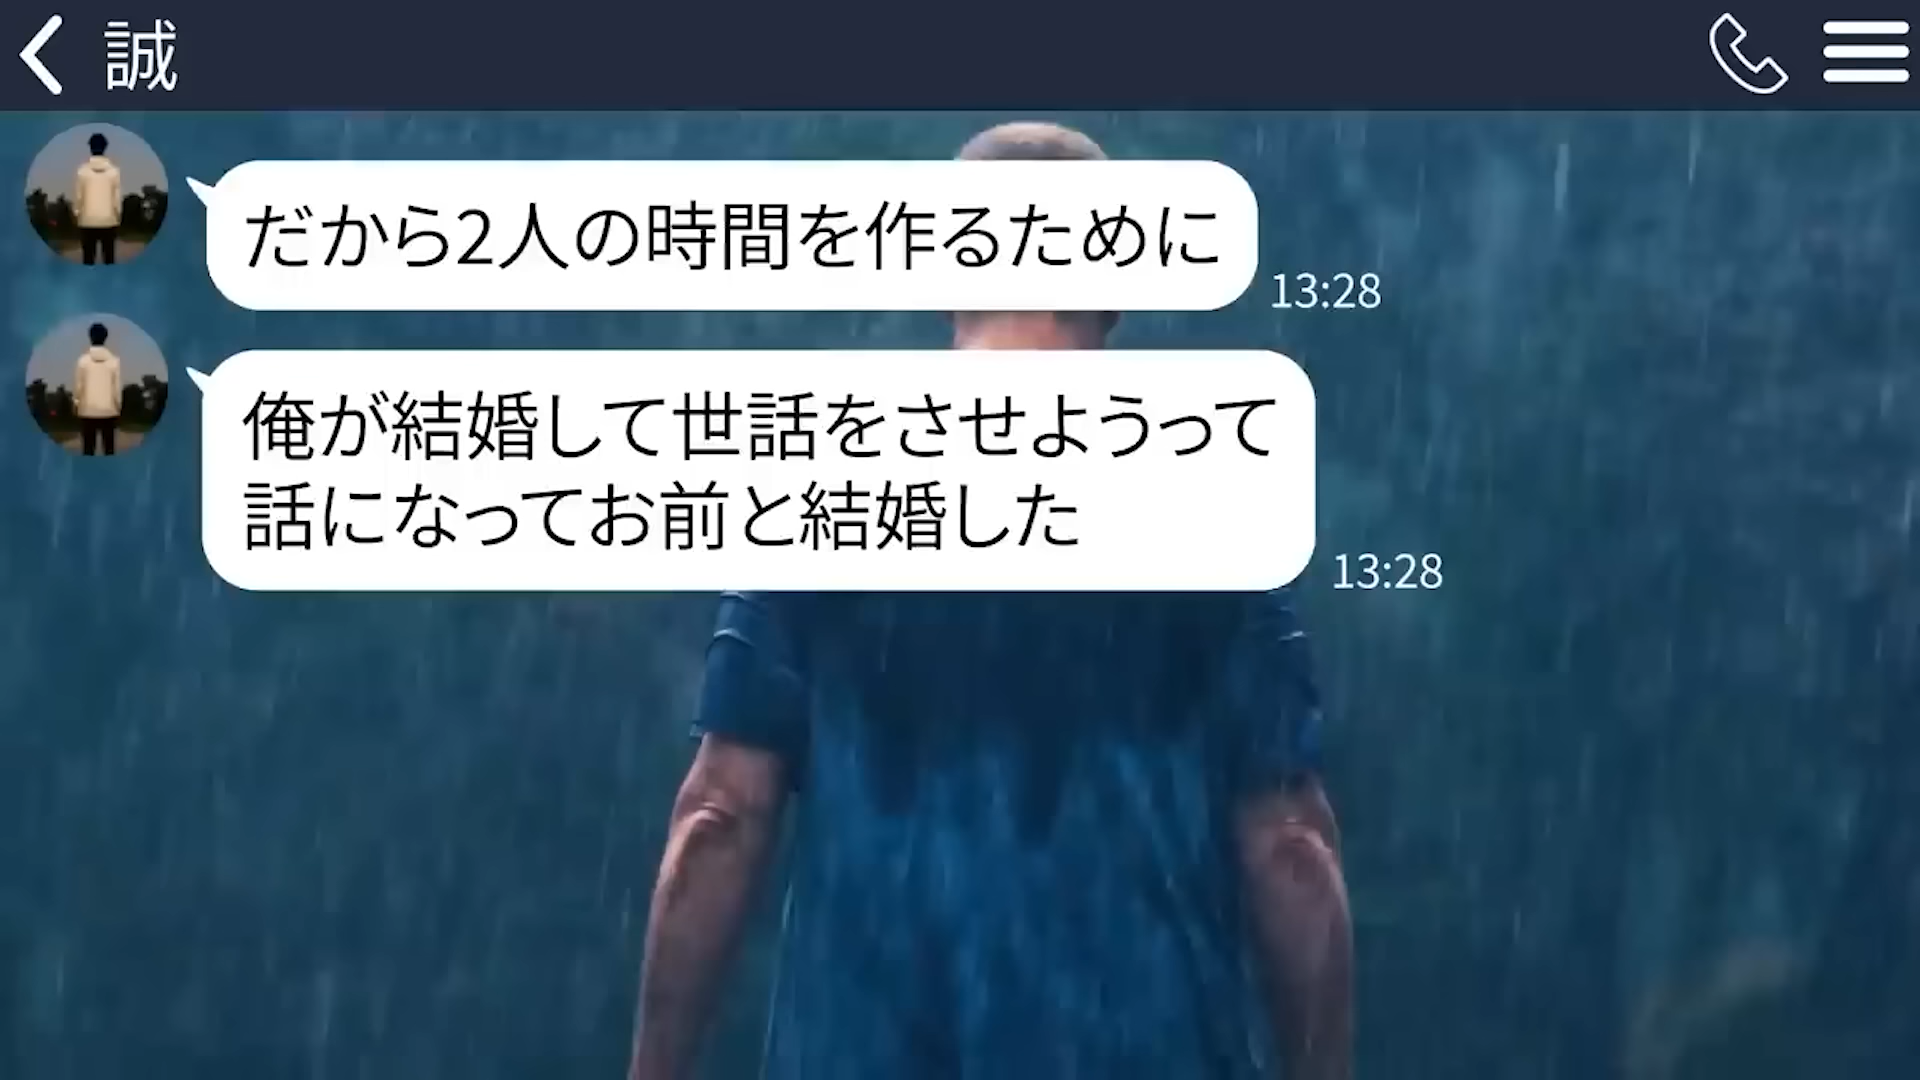 誠
だから2人の時間を作るために
13:28
俺が結婚して世話をさせようって
話になってお前と結婚した
13:28